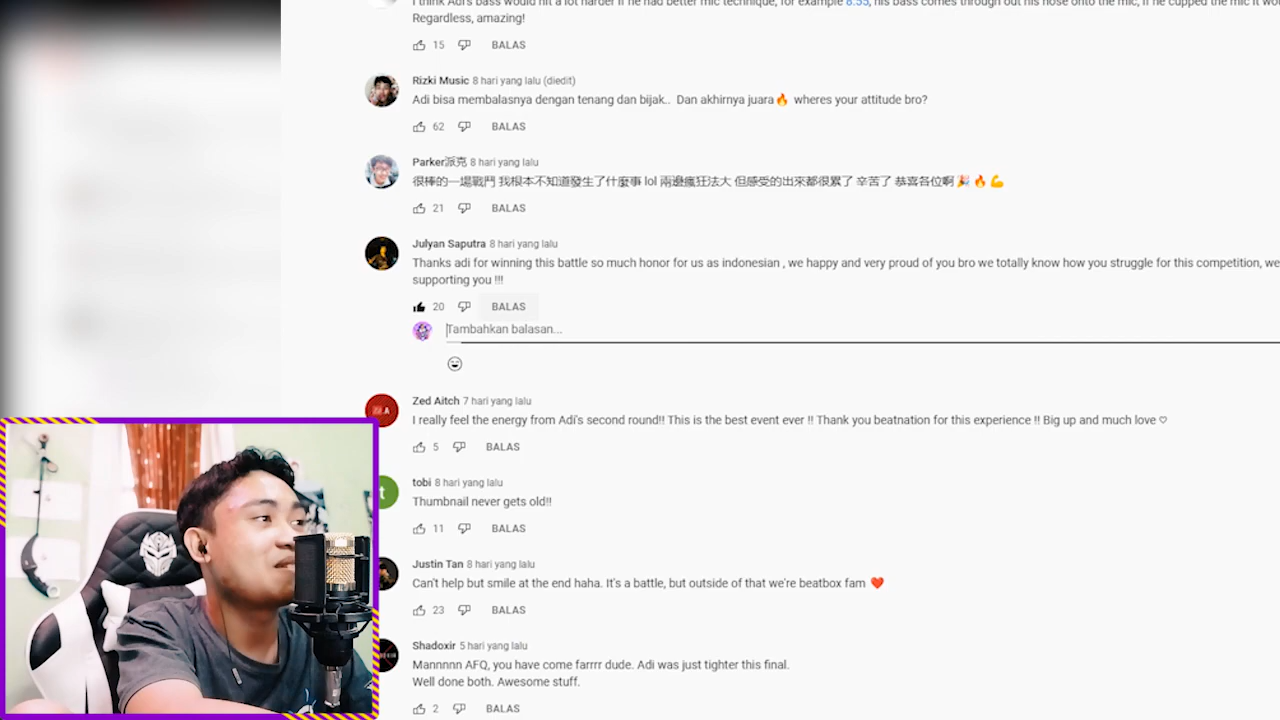 I think Adi's bass would hit a lot harder if he had better mic technique, for example 8:55, his bass comes through out his nose onto the mic, if he cupped the mic it
Regardless, amazing!
15 BALAS
Rizki Music 8 hari yang lalu (diedit)
Adi bisa membalasnya dengan tenang dan bijak.. Dan akhirnya juara🔥 wheres your attitude bro?
62 BALAS
Parker派克 8 hari yang lalu
很棒的一場戰鬥 我根本不知道發生了什麼事 lol 兩邊瘋狂法大 但感受的出來都很累了 辛苦了 恭喜各位啊🎉🔥💪
21 BALAS
Julyan Saputra 8 hari yang lalu
Thanks adi for winning this battle so much honor for us as indonesian , we happy and very proud of you bro we totally know how you struggle for this competition, we
supporting you !!!
20 BALAS
Tambahkan balasan...
Zed Aitch 7 hari yang lalu
I really feel the energy from Adi's second round!! This is the best event ever !! Thank you beatnation for this experience !! Big up and much love ♡
5 BALAS
tobi 8 hari yang lalu
Thumbnail never gets old!!
11 BALAS
Justin Tan 8 hari yang lalu
Can't help but smile at the end haha. It's a battle, but outside of that we're beatbox fam ❤️
23 BALAS
Shadoxir 5 hari yang lalu
Mannnnn AFQ, you have come farrrr dude. Adi was just tighter this final.
Well done both. Awesome stuff.
2 BALAS